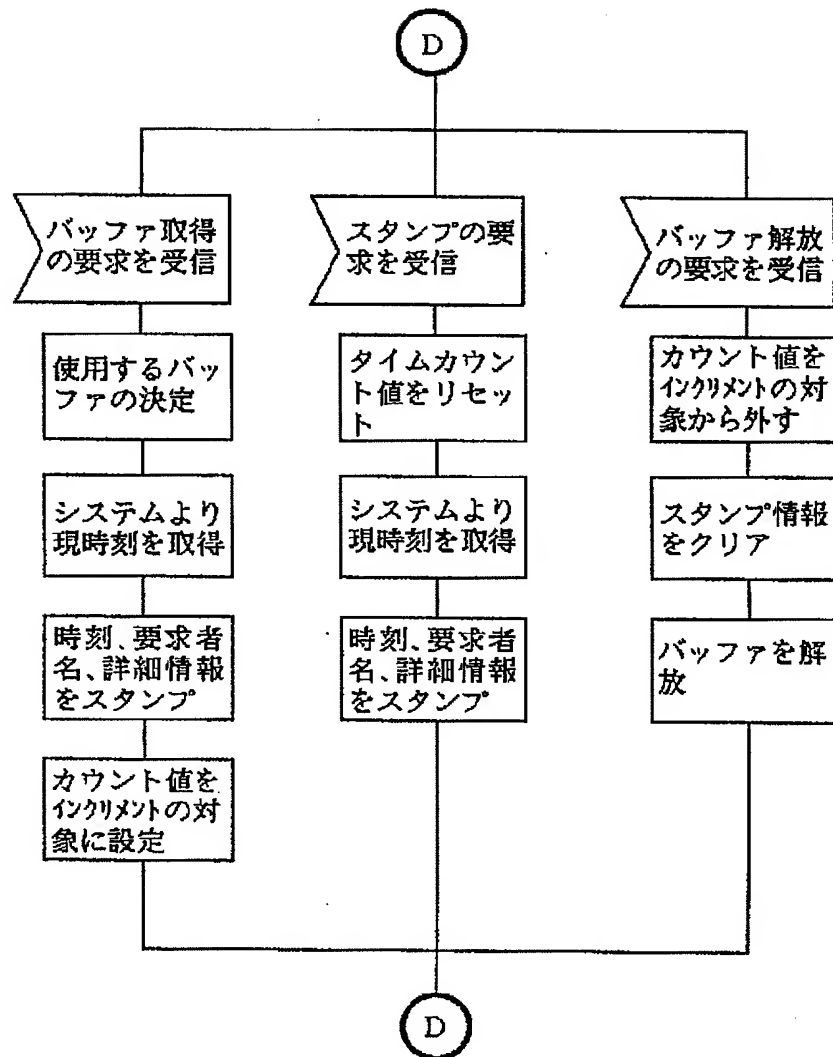 D
バッファ取得
の要求を受信
スタンプの要
求を受信
バッファ解放
の要求を受信
使用するバッ
ファの決定
タイムカウン
ト値をリセッ
ト
カウント値を
インクリメントの対
象から外す
システムより
現時刻を取得
システムより
現時刻を取得
スタンプ情報
をクリア
時刻、要求者
名、詳細情報
をスタンプ
時刻、要求者
名、詳細情報
をスタンプ
バッファを解
放
カウント値を
インクリメントの対
象に設定
D